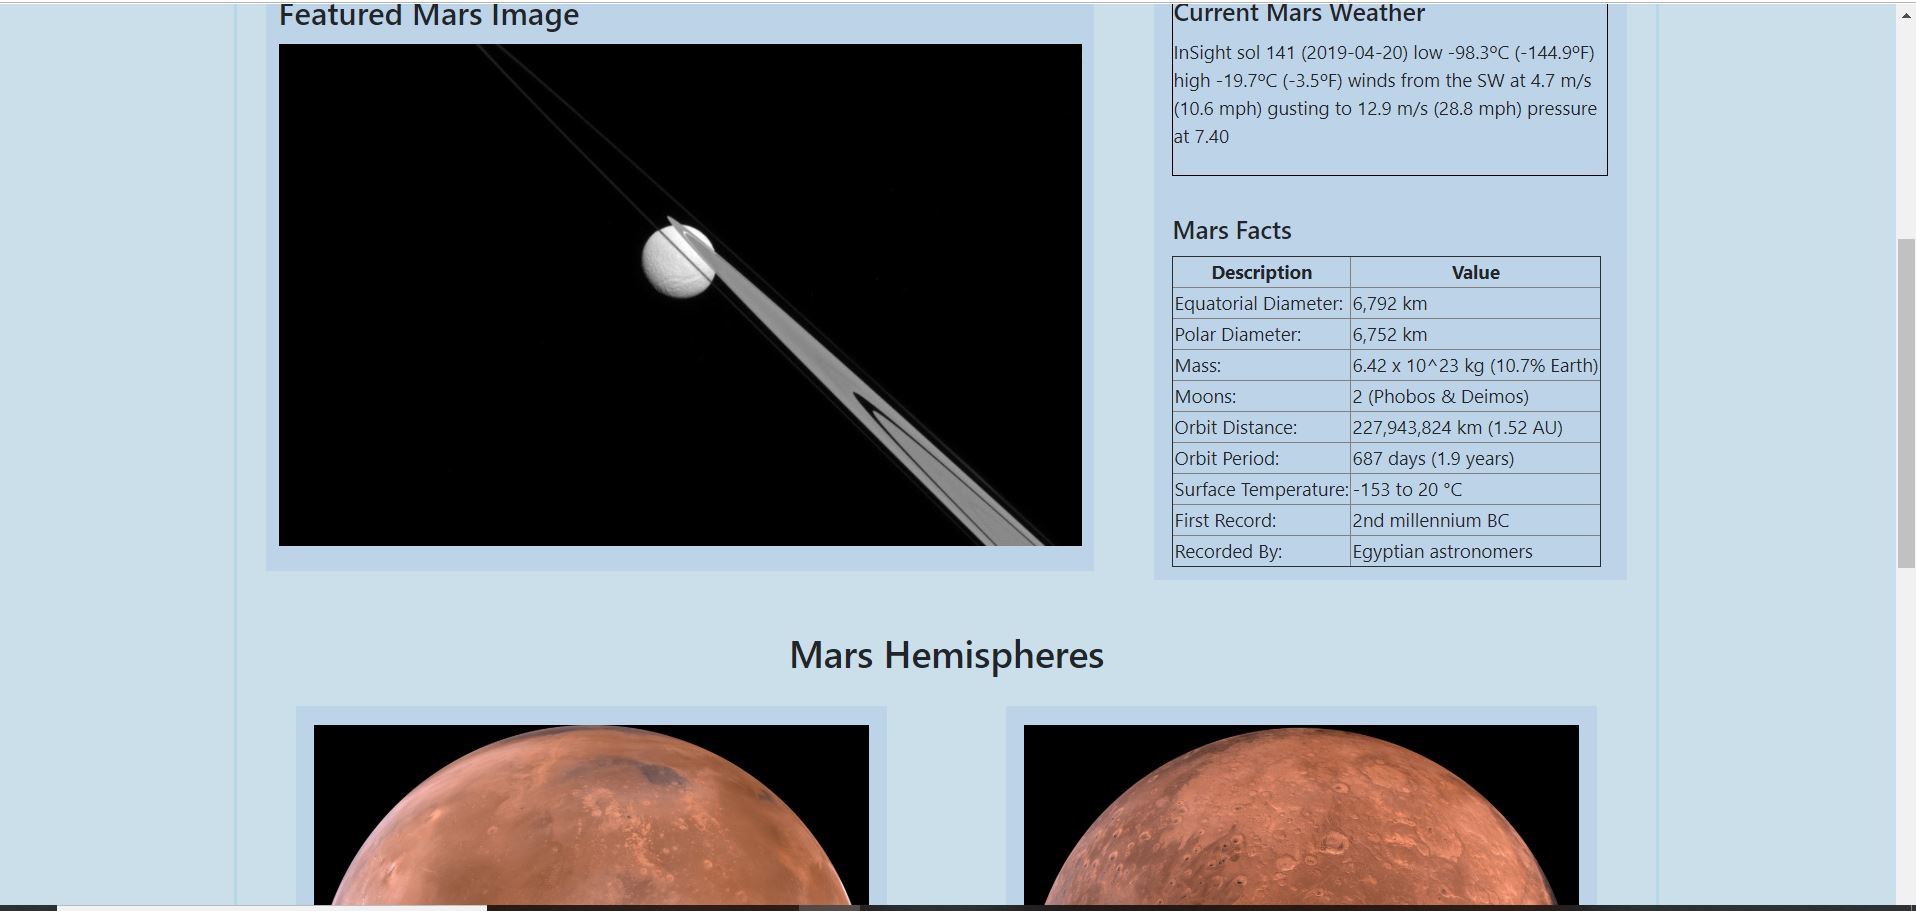 Featured Mars Image
Current Mars Weather
InSight sol 141 (2019-04-20) low -98.3ºC (-144.9ºF)
high -19.7ºC (-3.5ºF) winds from the SW at 4.7 m/s
(10.6 mph) gusting to 12.9 m/s (28.8 mph) pressure
at 7.40
Mars Facts
Description Value
Equatorial Diameter: 6,792 km
Polar Diameter: 6,752 km
Mass: 6.42 x 10^23 kg (10.7% Earth)
Moons: 2 (Phobos & Deimos)
Orbit Distance: 227,943,824 km (1.52 AU)
Orbit Period: 687 days (1.9 years)
Surface Temperature: -153 to 20 °C
First Record: 2nd millennium BC
Recorded By: Egyptian astronomers
Mars Hemispheres